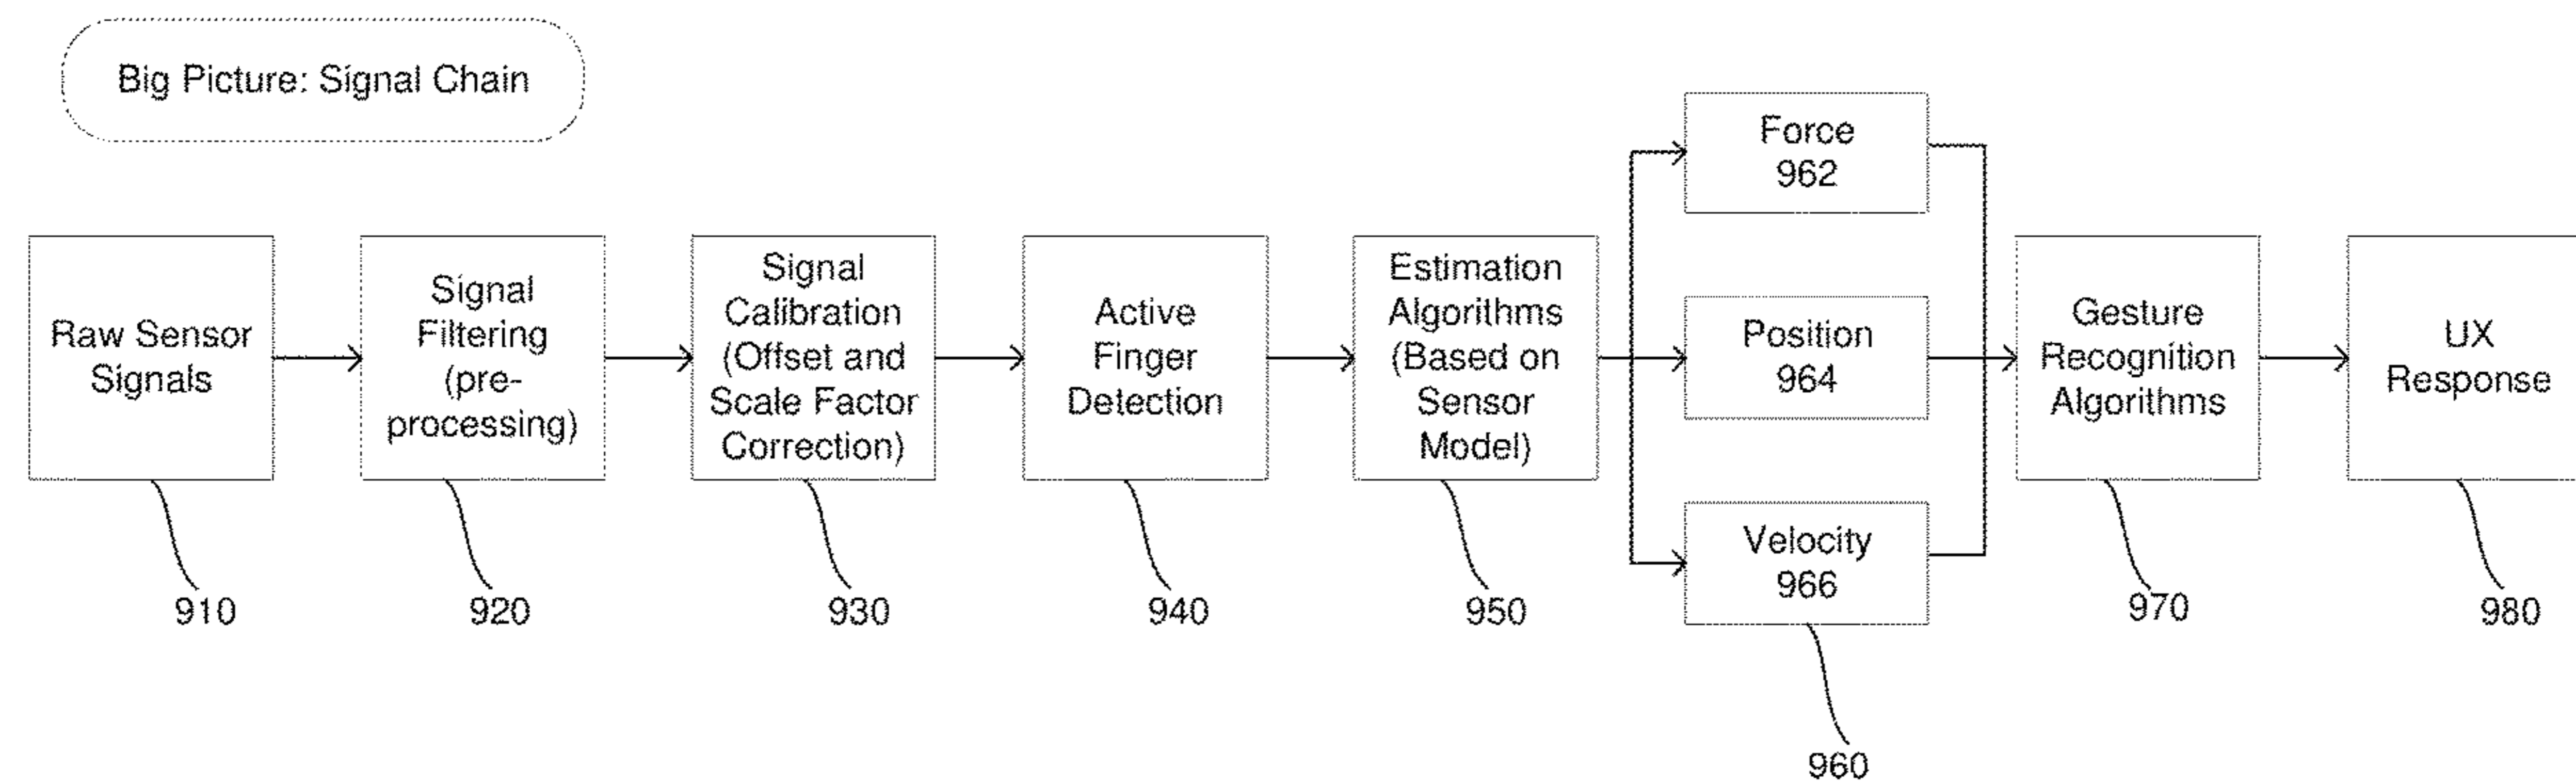 Big Picture: Signal Chain
Raw Sensor
Signals
910
Signal
Filtering
(pre-
processing)
920
Signal
Calibration
(Offset and
Scale Factor
Correction)
930
Active
Finger
Detection
940
Estimation
Algorithms
(Based on
Sensor
Model)
950
Force
962
Position
964
Velocity
966
960
Gesture
Recognition
Algorithms
970
UX
Response
980